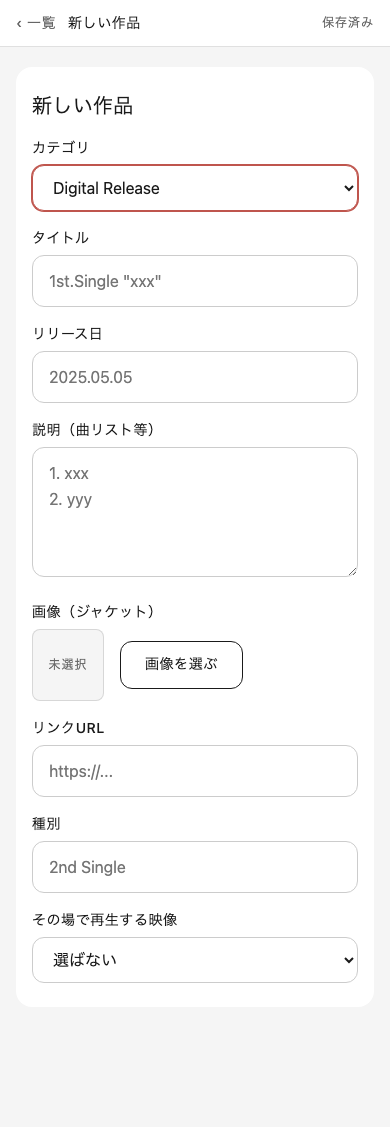 ‹ 一覧 新しい作品 保存済み
新しい作品
カテゴリ
Digital Release
タイトル
1st.Single "xxx"
リリース日
2025.05.05
説明（曲リスト等）
1. xxx
2. yyy
画像（ジャケット）
未選択 画像を選ぶ
リンクURL
https://...
種別
2nd Single
その場で再生する映像
選ばない